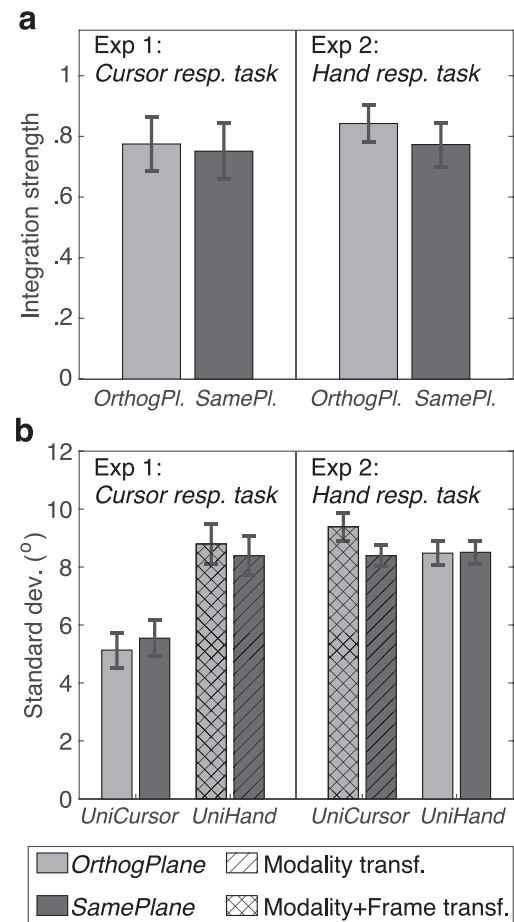 a
Exp 1:
Cursor resp. task
Exp 2:
Hand resp. task
Integration strength
1
.8
.6
.4
.2
0
OrthogPl. SamePl. OrthogPl. SamePl.
b
Exp 1:
Cursor resp. task
Exp 2:
Hand resp. task
Standard dev. (°)
12
10
8
6
4
2
0
UniCursor UniHand UniCursor UniHand
OrthogPlane Modality transf.
SamePlane Modality+Frame transf.